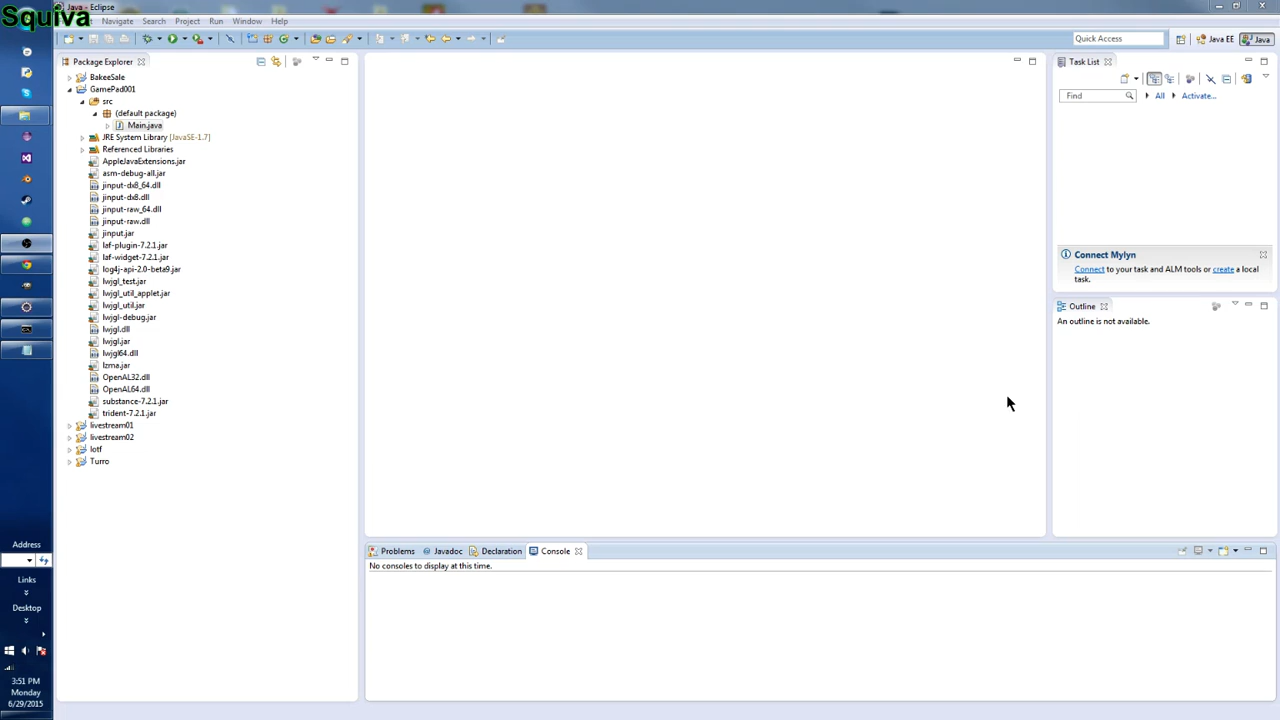 Squiva
Java - Eclipse
Navigate Search Project Run Window Help
Quick Access
Java EE
Java
Package Explorer
BakeeSale
GamePad001
src
(default package)
Main.java
JRE System Library [JavaSE-1.7]
Referenced Libraries
AppleJavaExtensions.jar
asm-debug-all.jar
jinput-dx8_64.dll
jinput-dx8.dll
jinput-raw_64.dll
jinput-raw.dll
jinput.jar
laf-plugin-7.2.1.jar
laf-widget-7.2.1.jar
log4j-api-2.0-beta9.jar
lwjgl_test.jar
lwjgl_util_applet.jar
lwjgl_util.jar
lwjgl-debug.jar
lwjgl.dll
lwjgl.jar
lwjgl64.dll
lzma.jar
OpenAL32.dll
OpenAL64.dll
substance-7.2.1.jar
trident-7.2.1.jar
livestream01
livestream02
lotf
Turro
Task List
Find
All
Activate...
Connect Mylyn
Connect to your task and ALM tools or create a local
task.
Outline
An outline is not available.
Problems Javadoc Declaration Console
No consoles to display at this time.
Address
Links
Desktop
3:51 PM
Monday
6/29/2015